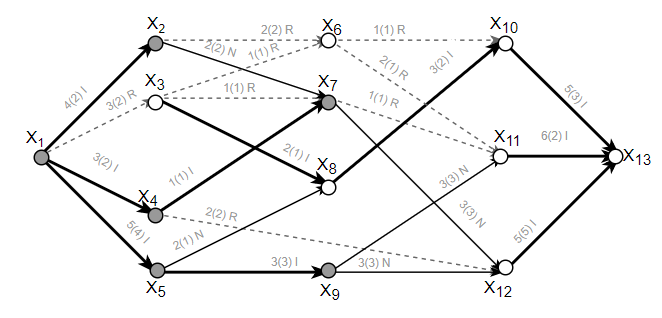 X2
2(2) R
X6
1(1) R
X10
2(2) N
1(1) R
4(2) I
2(1) R
3(2) I
5(3) I
X3
3(2) R
1(1) R
X7
1(1) R
X1
X11
6(2) I
X13
3(2) I
2(1) I
X8
1(1) I
3(3) N
X4
2(2) R
3(3) N
5(4) I
2(1) N
5(5) I
3(3) I
3(3) N
X5
X9
X12